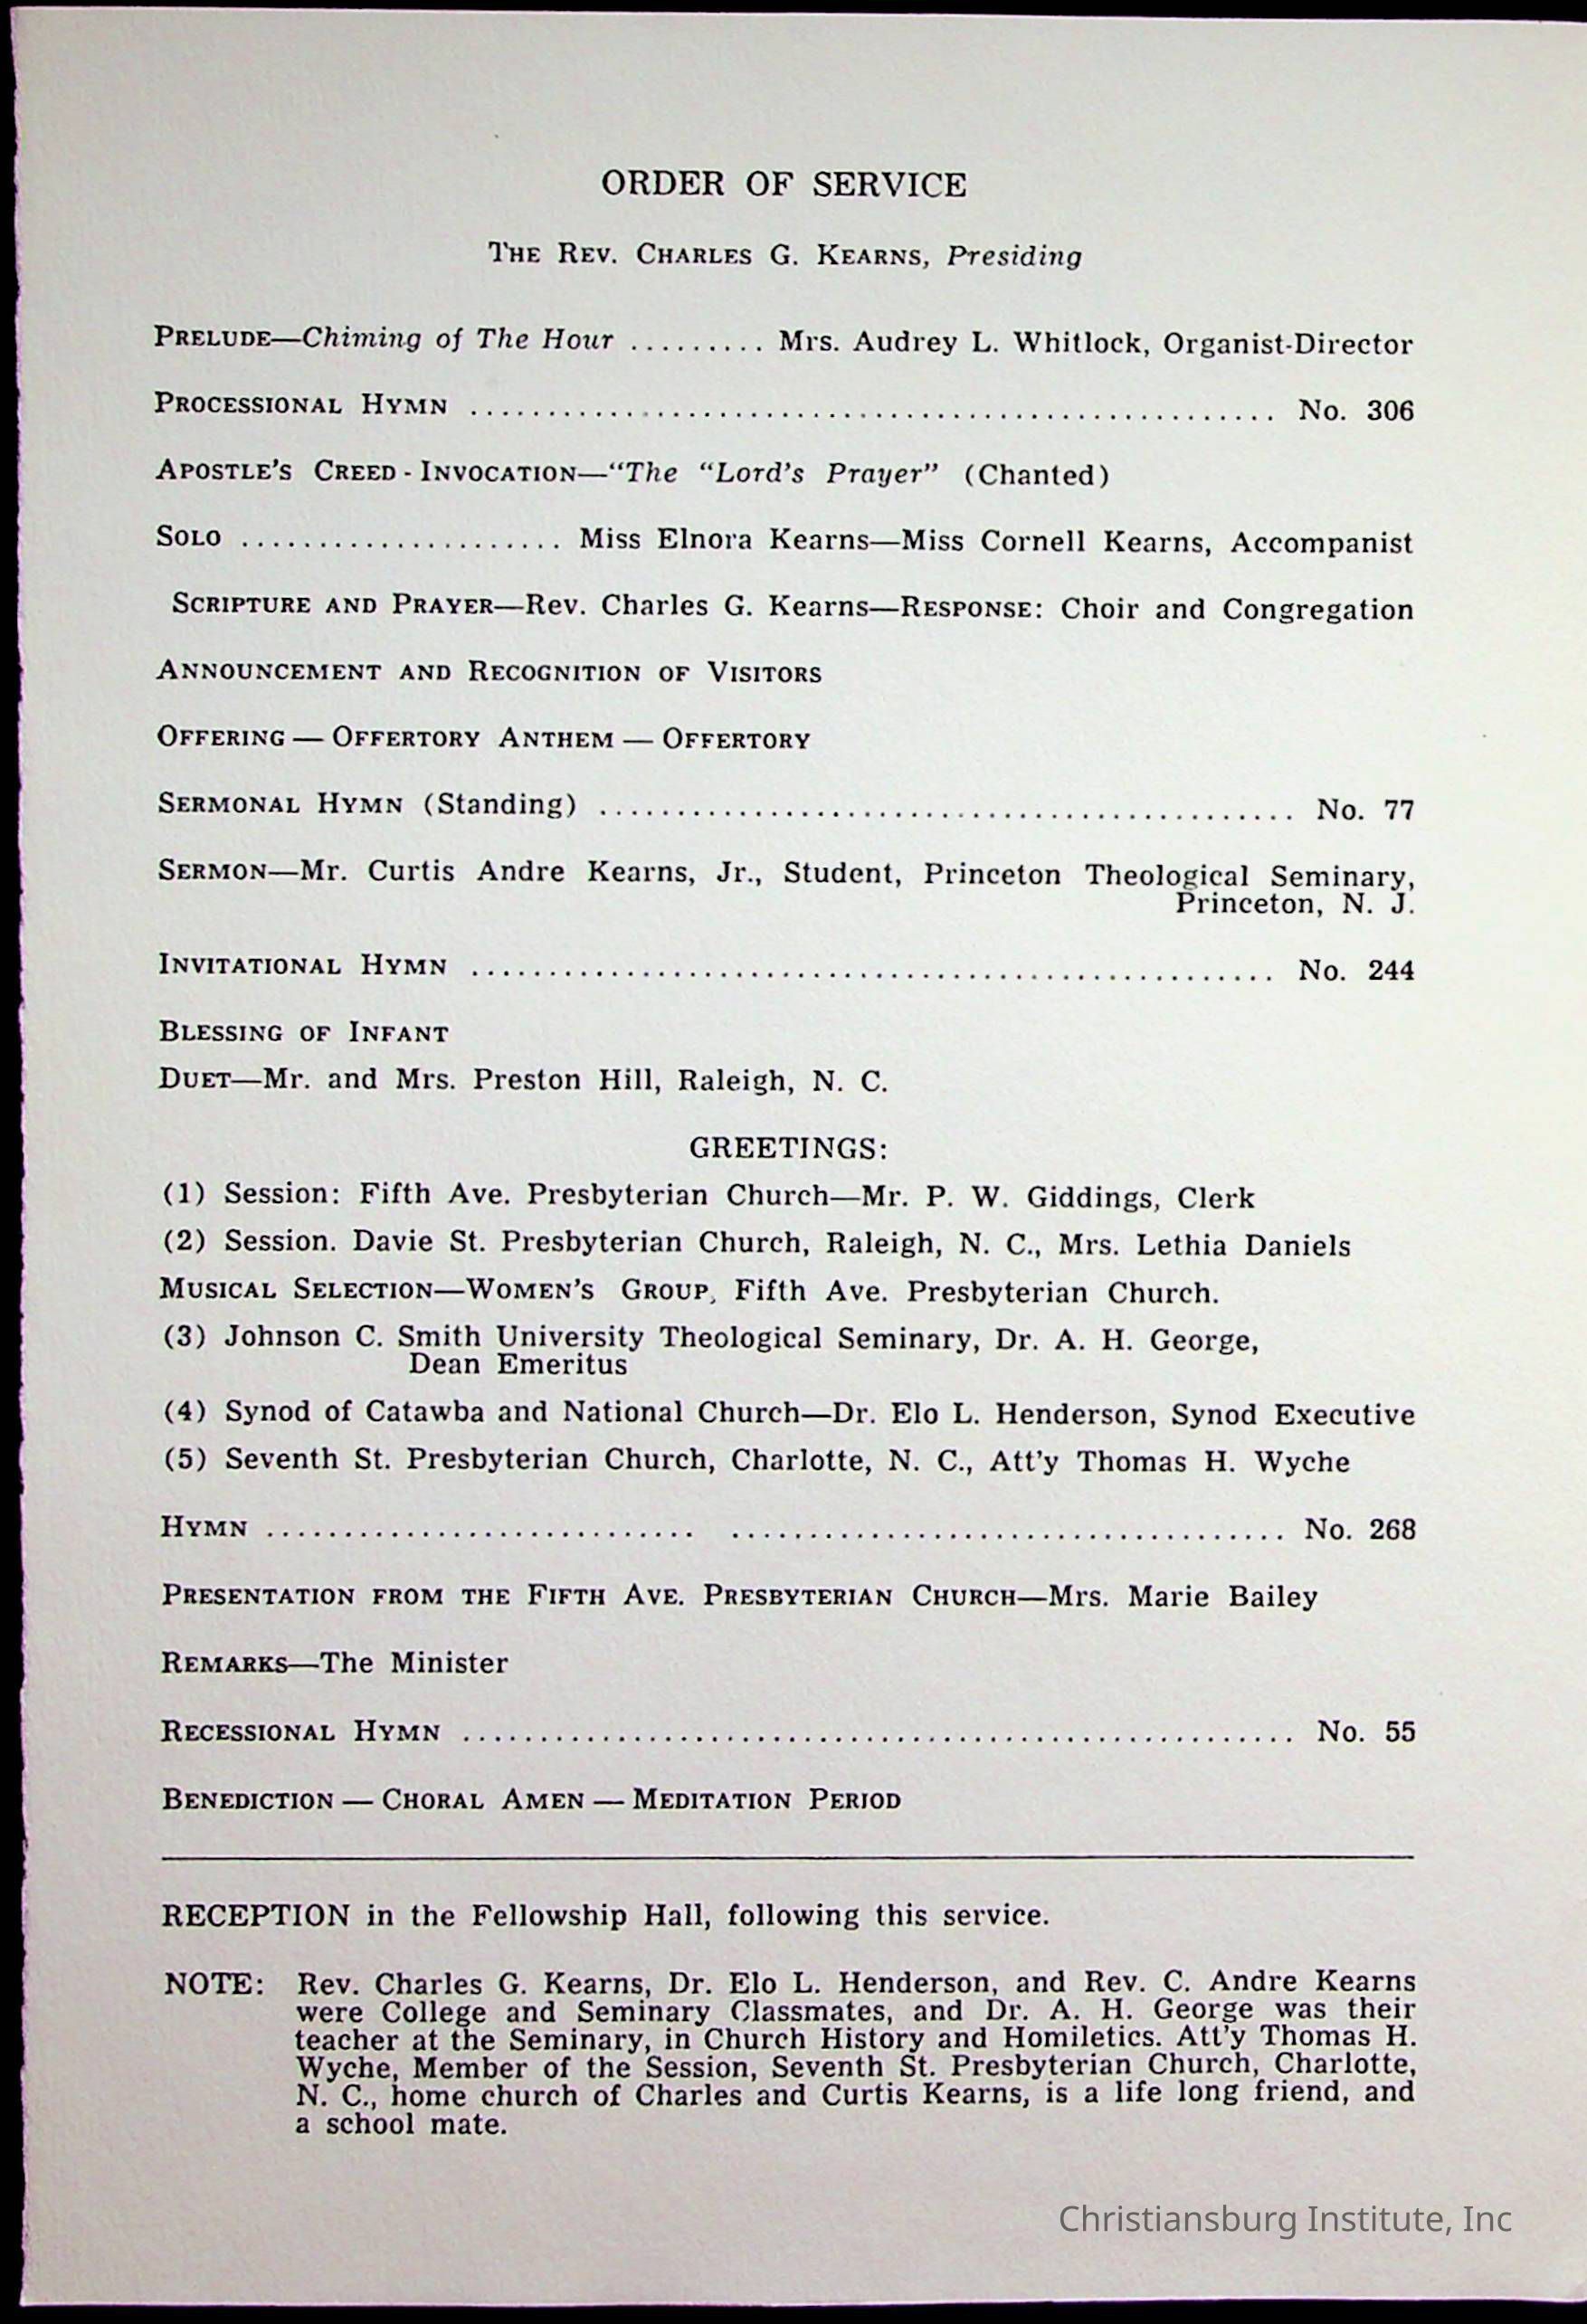 ORDER OF SERVICE
THE REV. CHARLES G. KEARNS, Presiding
PRELUDE—Chiming of The Hour ......... Mrs. Audrey L. Whitlock, Organist-Director
PROCESSIONAL HYMN .................................................... No. 306
APOSTLE'S CREED - INVOCATION—“The “Lord's Prayer” (Chanted)
SOLO ..................... Miss Elnora Kearns—Miss Cornell Kearns, Accompanist
SCRIPTURE AND PRAYER—Rev. Charles G. Kearns—RESPONSE: Choir and Congregation
ANNOUNCEMENT AND RECOGNITION OF VISITORS
OFFERING — OFFERTORY ANTHEM — OFFERTORY
SERMONAL HYMN (Standing) ............................................. No. 77
SERMON—Mr. Curtis Andre Kearns, Jr., Student, Princeton Theological Seminary,
Princeton, N. J.
INVITATIONAL HYMN .................................................... No. 244
BLESSING OF INFANT
DUET—Mr. and Mrs. Preston Hill, Raleigh, N. C.
GREETINGS:
(1) Session: Fifth Ave. Presbyterian Church—Mr. P. W. Giddings, Clerk
(2) Session. Davie St. Presbyterian Church, Raleigh, N. C., Mrs. Lethia Daniels
MUSICAL SELECTION—WOMEN'S GROUP, Fifth Ave. Presbyterian Church.
(3) Johnson C. Smith University Theological Seminary, Dr. A. H. George,
Dean Emeritus
(4) Synod of Catawba and National Church—Dr. Elo L. Henderson, Synod Executive
(5) Seventh St. Presbyterian Church, Charlotte, N. C., Att'y Thomas H. Wyche
HYMN ............................ .................................... No. 268
PRESENTATION FROM THE FIFTH AVE. PRESBYTERIAN CHURCH—Mrs. Marie Bailey
REMARKS—The Minister
RECESSIONAL HYMN ...................................................... No. 55
BENEDICTION — CHORAL AMEN — MEDITATION PERIOD
RECEPTION in the Fellowship Hall, following this service.
NOTE: Rev. Charles G. Kearns, Dr. Elo L. Henderson, and Rev. C. Andre Kearns
were College and Seminary Classmates, and Dr. A. H. George was their
teacher at the Seminary, in Church History and Homiletics. Att'y Thomas H.
Wyche, Member of the Session, Seventh St. Presbyterian Church, Charlotte,
N. C., home church of Charles and Curtis Kearns, is a life long friend, and
a school mate.
Christiansburg Institute, Inc